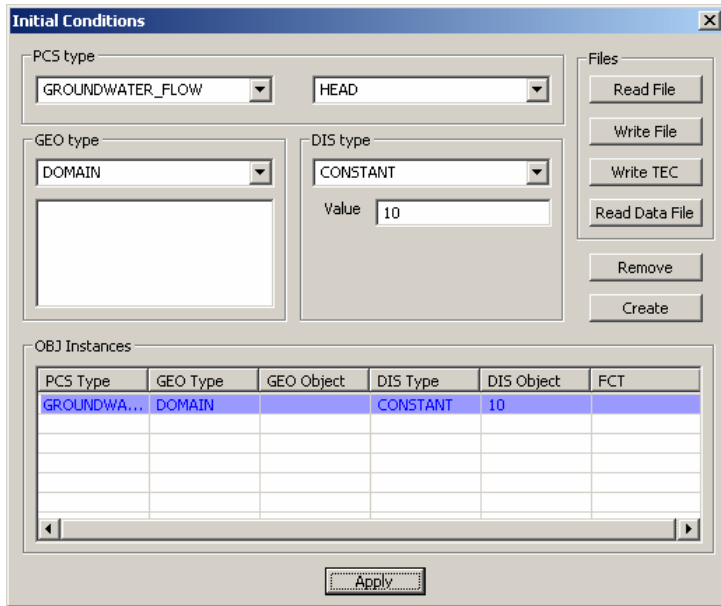 Initial Conditions
PCS type
GROUNDWATER_FLOW
HEAD
Files
Read File
Write File
Write TEC
Read Data File
GEO type
DOMAIN
DIS type
CONSTANT
Value 10
Remove
Create
OBJ Instances
PCS Type GEO Type GEO Object DIS Type DIS Object FCT
GROUNDWA... DOMAIN CONSTANT 10
Apply